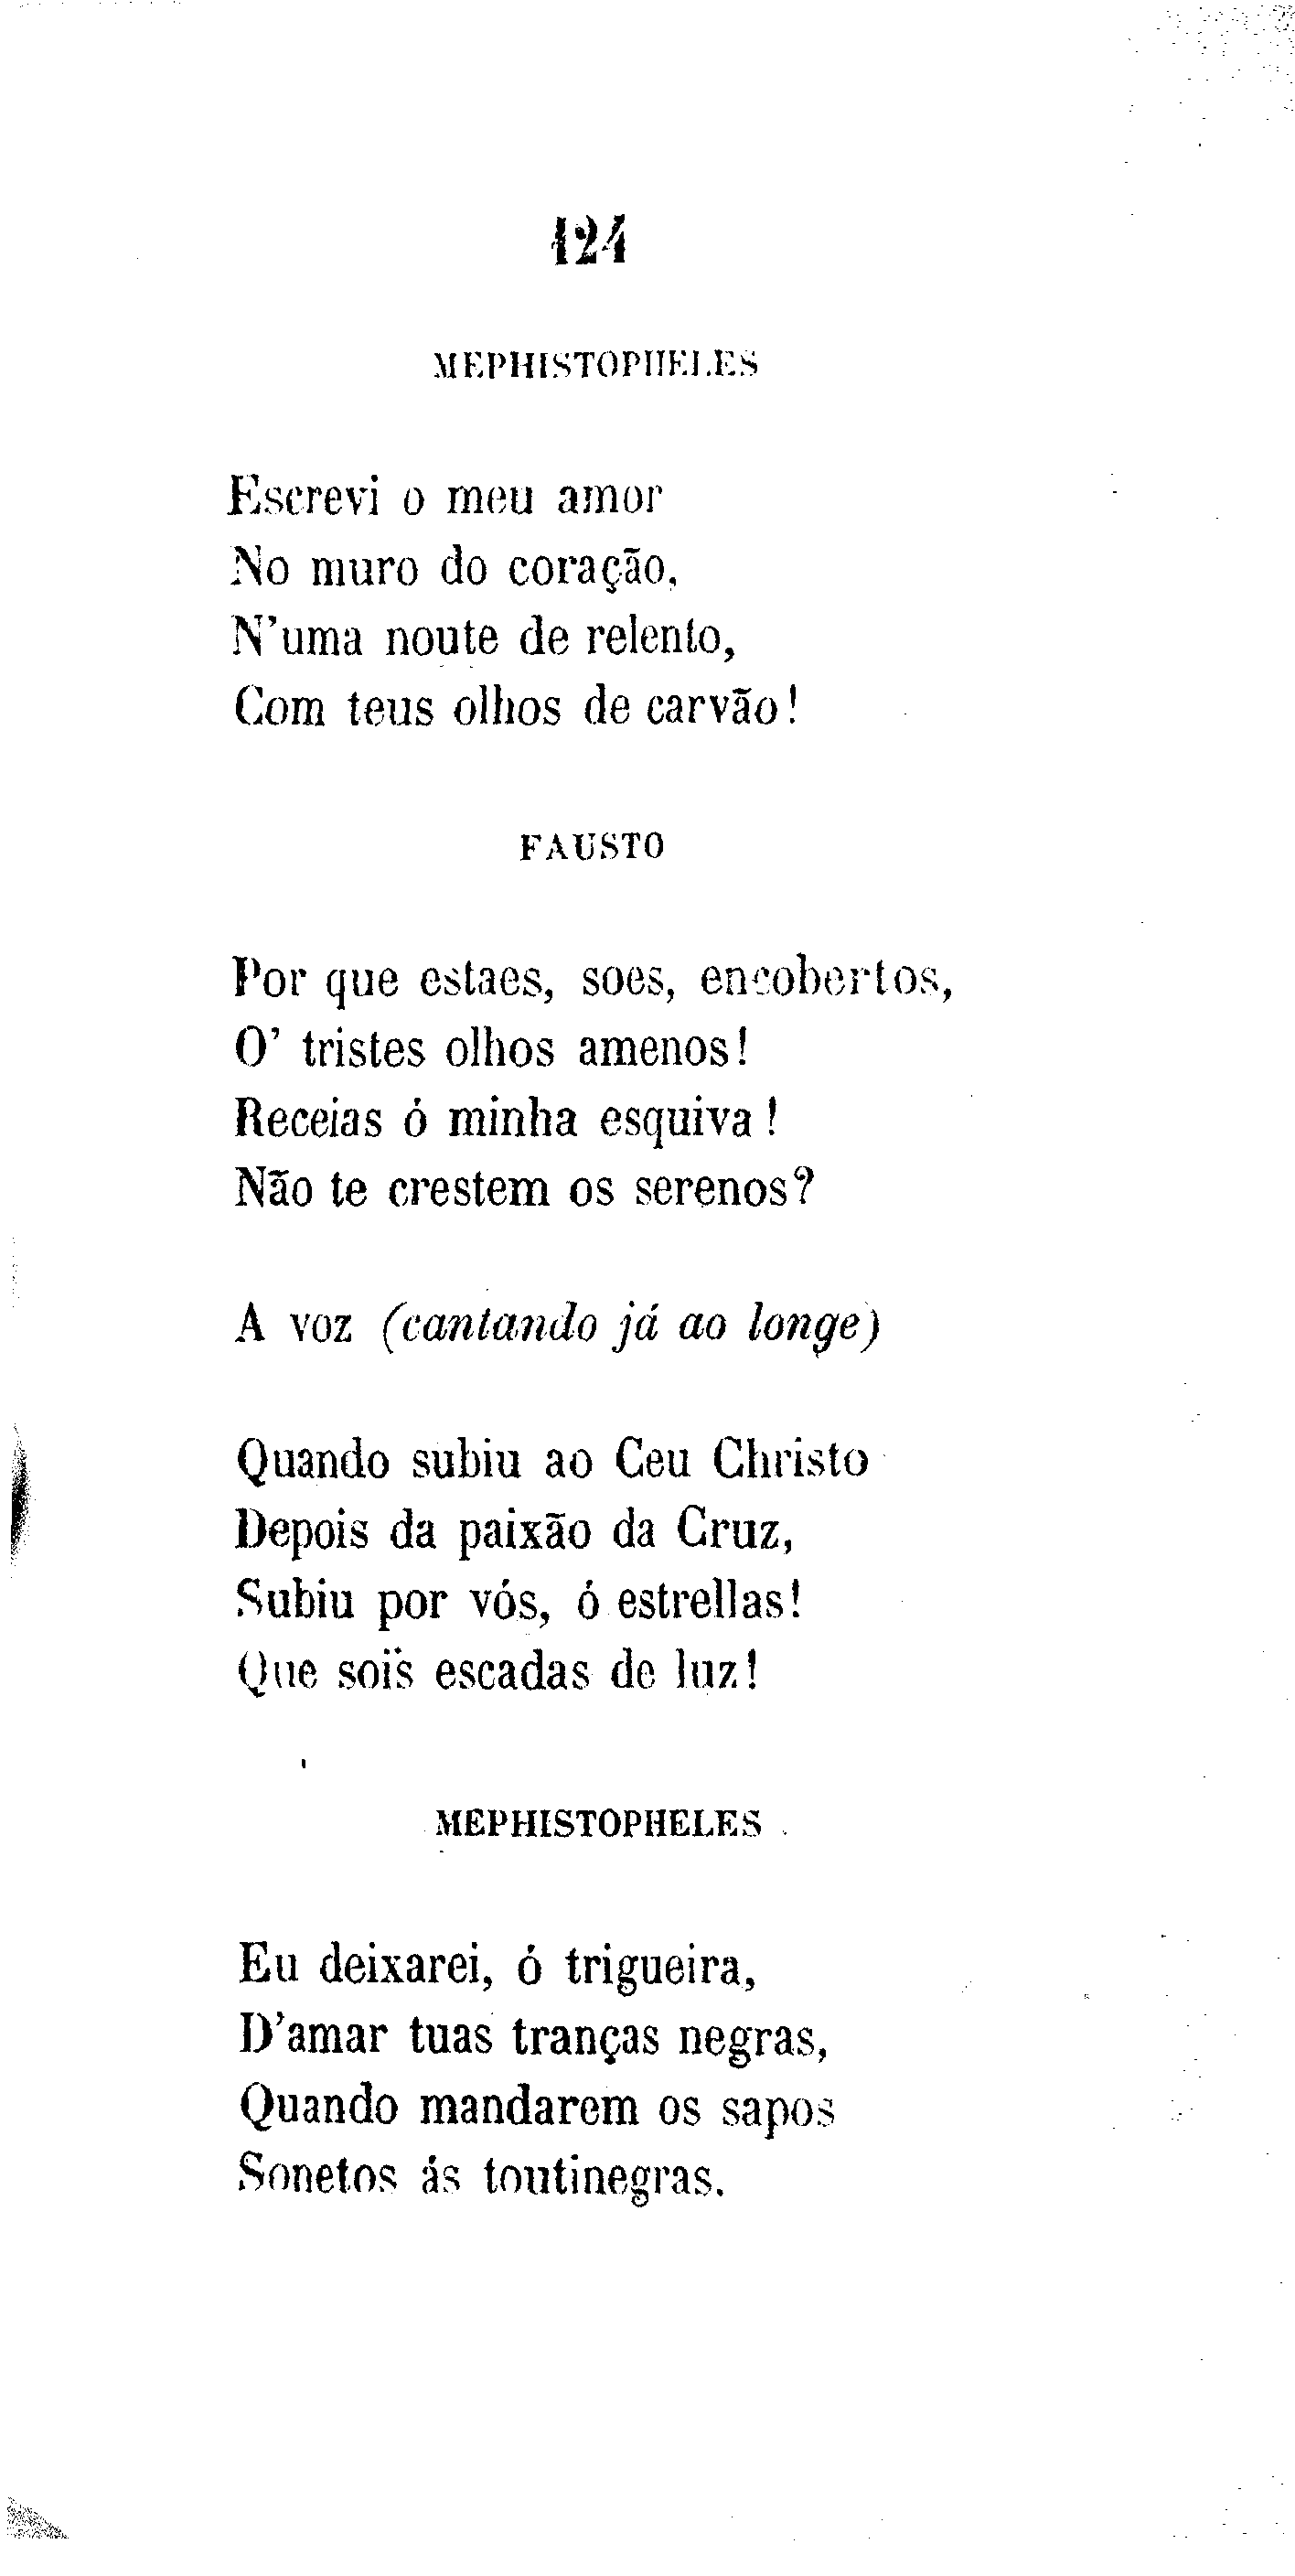 124
MEPHISTOPHELES
Escrevi o meu amor
No muro do coração,
N'uma noute de relento,
Com teus olhos de carvão!
FAUSTO
Por que estaes, soes, encobertos,
O' tristes olhos amenos!
Receias ó minha esquiva!
Não te crestem os serenos?
A voz (cantando já ao longe)
Quando subiu ao Ceu Christo
Depois da paixão da Cruz,
Subiu por vós, ó estrellas!
Que sois escadas de luz!
MEPHISTOPHELES
Eu deixarei, ó trigueira,
D'amar tuas tranças negras,
Quando mandarem os sapos
Sonetos ás toutinegras.